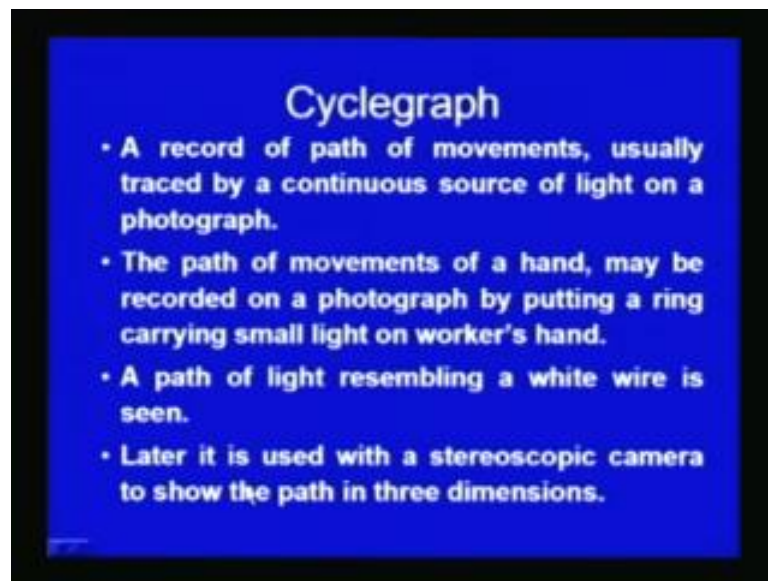 Cyclegraph
• A record of path of movements, usually
traced by a continuous source of light on a
photograph.
• The path of movements of a hand, may be
recorded on a photograph by putting a ring
carrying small light on worker's hand.
• A path of light resembling a white wire is
seen.
• Later it is used with a stereoscopic camera
to show the path in three dimensions.